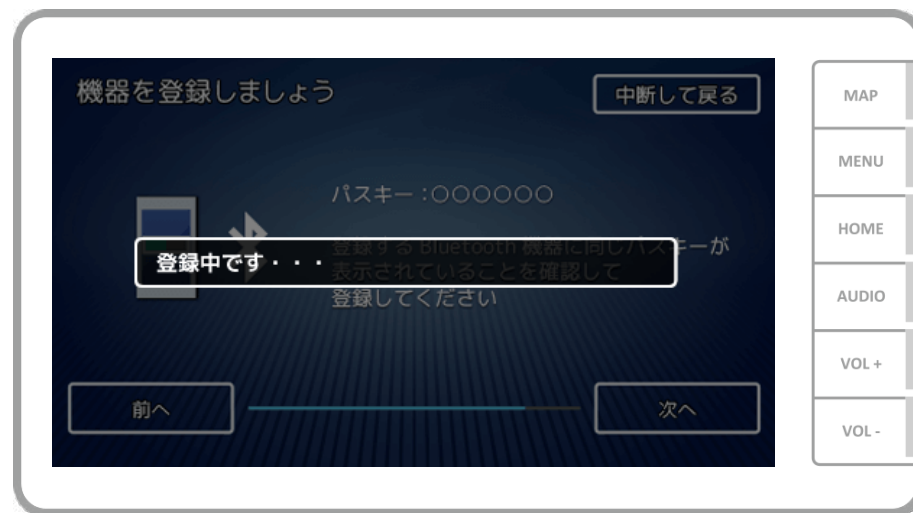 機器を登録しましょう
中断して戻る
パスキー:○○○○○○
登録する Bluetooth 機器に同じパスキーが
表示されていることを確認して
登録してください
登録中です・・・
前へ
次へ
MAP
MENU
HOME
AUDIO
VOL +
VOL -